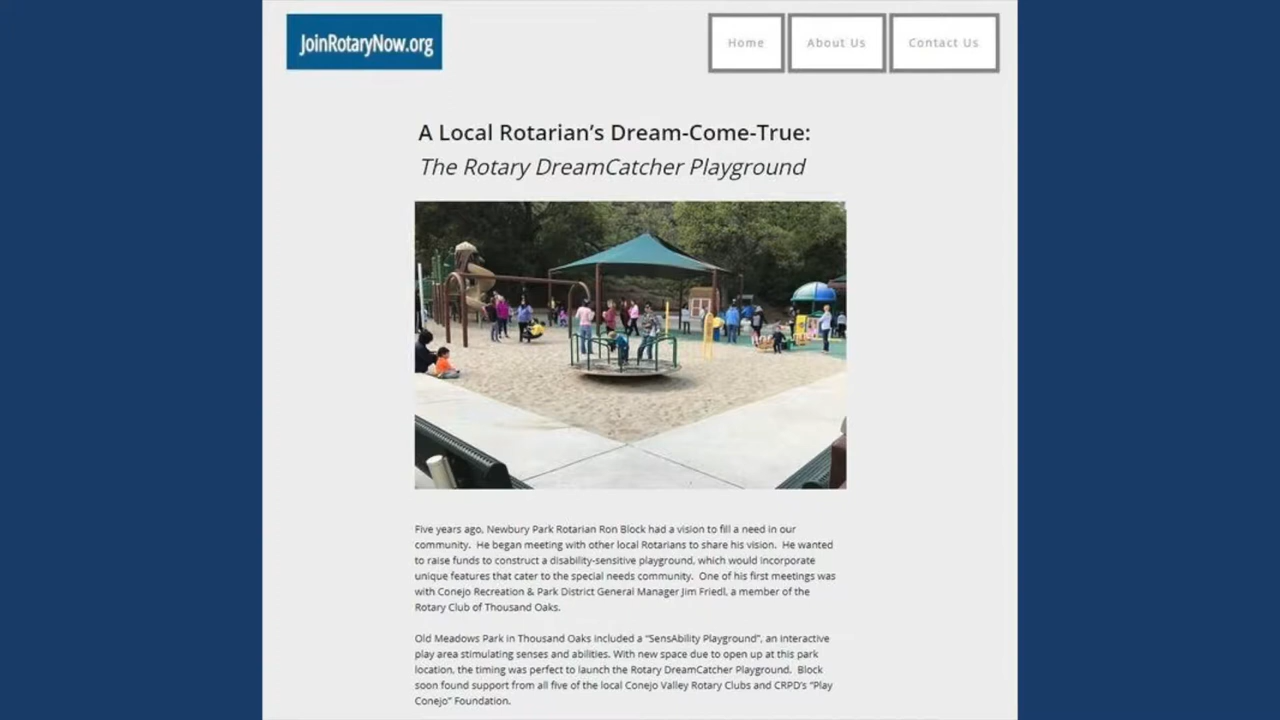 JoinRotaryNow.org
Home
About Us
Contact Us
A Local Rotarian’s Dream-Come-True:
The Rotary DreamCatcher Playground
Five years ago, Newbury Park Rotarian Ron Block had a vision to fill a need in our
community.  He began meeting with other local Rotarians to share his vision.  He wanted
to raise funds to construct a disability-sensitive playground, which would incorporate
unique features that cater to the special needs community.  One of his first meetings was
with Conejo Recreation & Park District General Manager Jim Friedl, a member of the
Rotary Club of Thousand Oaks.
Old Meadows Park in Thousand Oaks included a “SensAbility Playground”, an interactive
play area stimulating senses and abilities. With new space due to open up at this park
location, the timing was perfect to launch the Rotary DreamCatcher Playground.  Block
soon found support from all five of the local Conejo Valley Rotary Clubs and CRPD’s “Play
Conejo” Foundation.